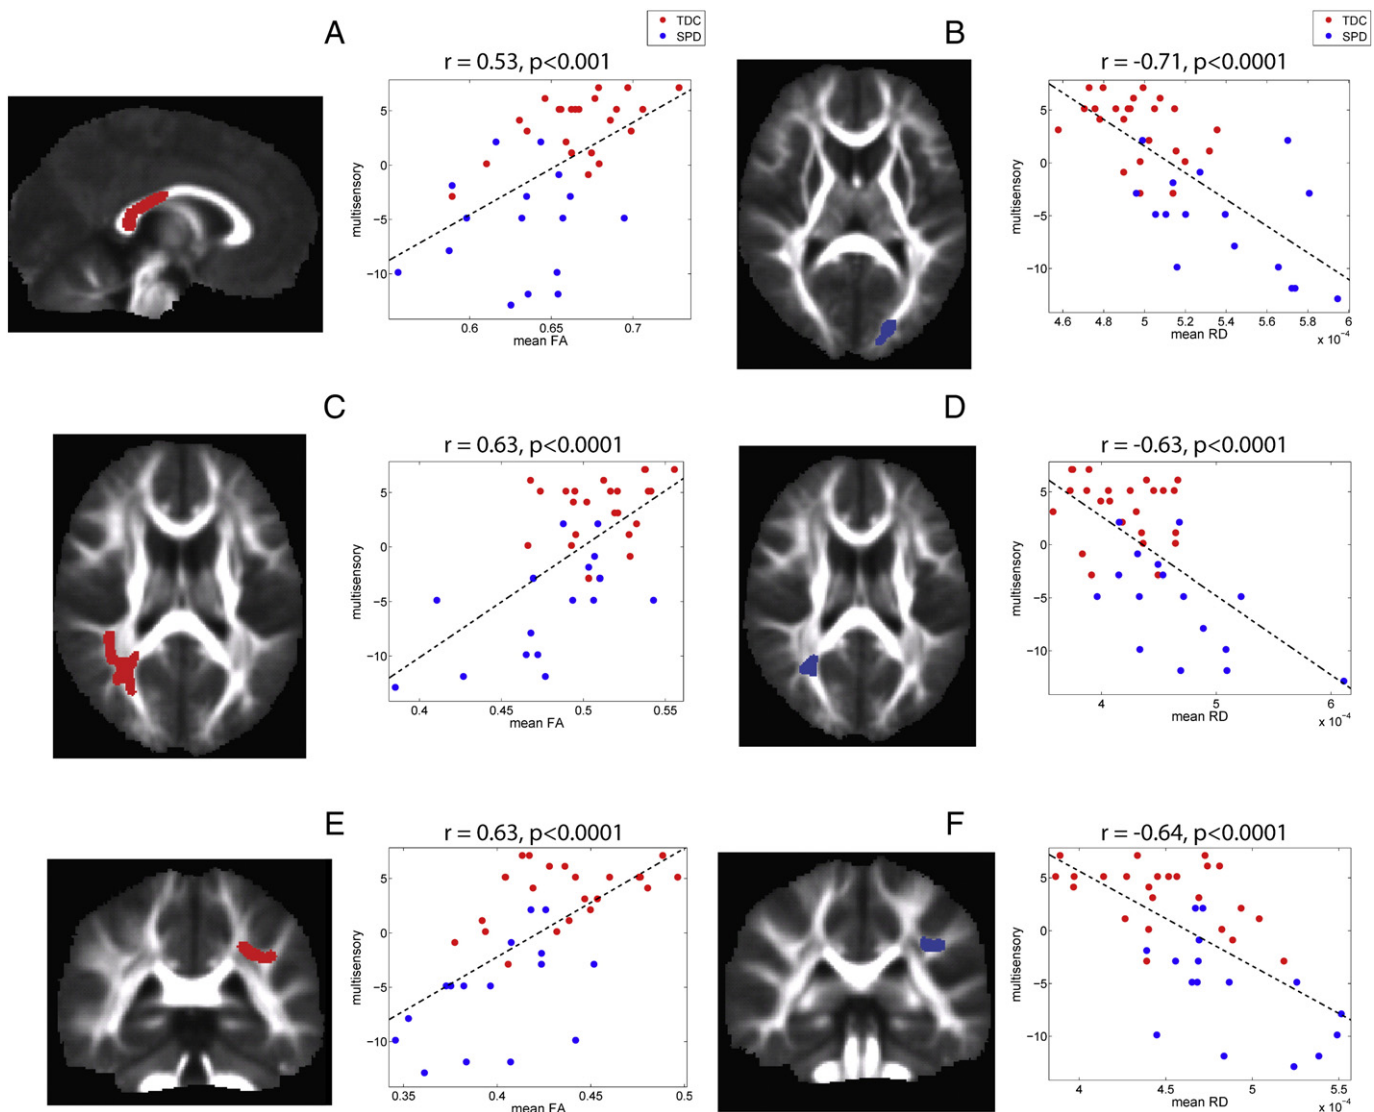 A
TDC
SPD
r = 0.53, p<0.001
multisensory
5
0
−5
−10
0.6
0.65
0.7
mean FA
B
TDC
SPD
r = -0.71, p<0.0001
multisensory
5
0
−5
−10
4.6
4.8
5
5.2
5.4
5.6
5.8
6
mean RD
x 10⁻⁴
C
r = 0.63, p<0.0001
multisensory
5
0
−5
−10
0.4
0.45
0.5
0.55
mean FA
D
r = -0.63, p<0.0001
multisensory
5
0
−5
−10
4
5
6
mean RD
x 10⁻⁴
E
r = 0.63, p<0.0001
multisensory
5
0
−5
−10
0.35
0.4
0.45
0.5
mean FA
F
r = -0.64, p<0.0001
multisensory
5
0
−5
−10
4
4.5
5
5.5
mean RD
x 10⁻⁴